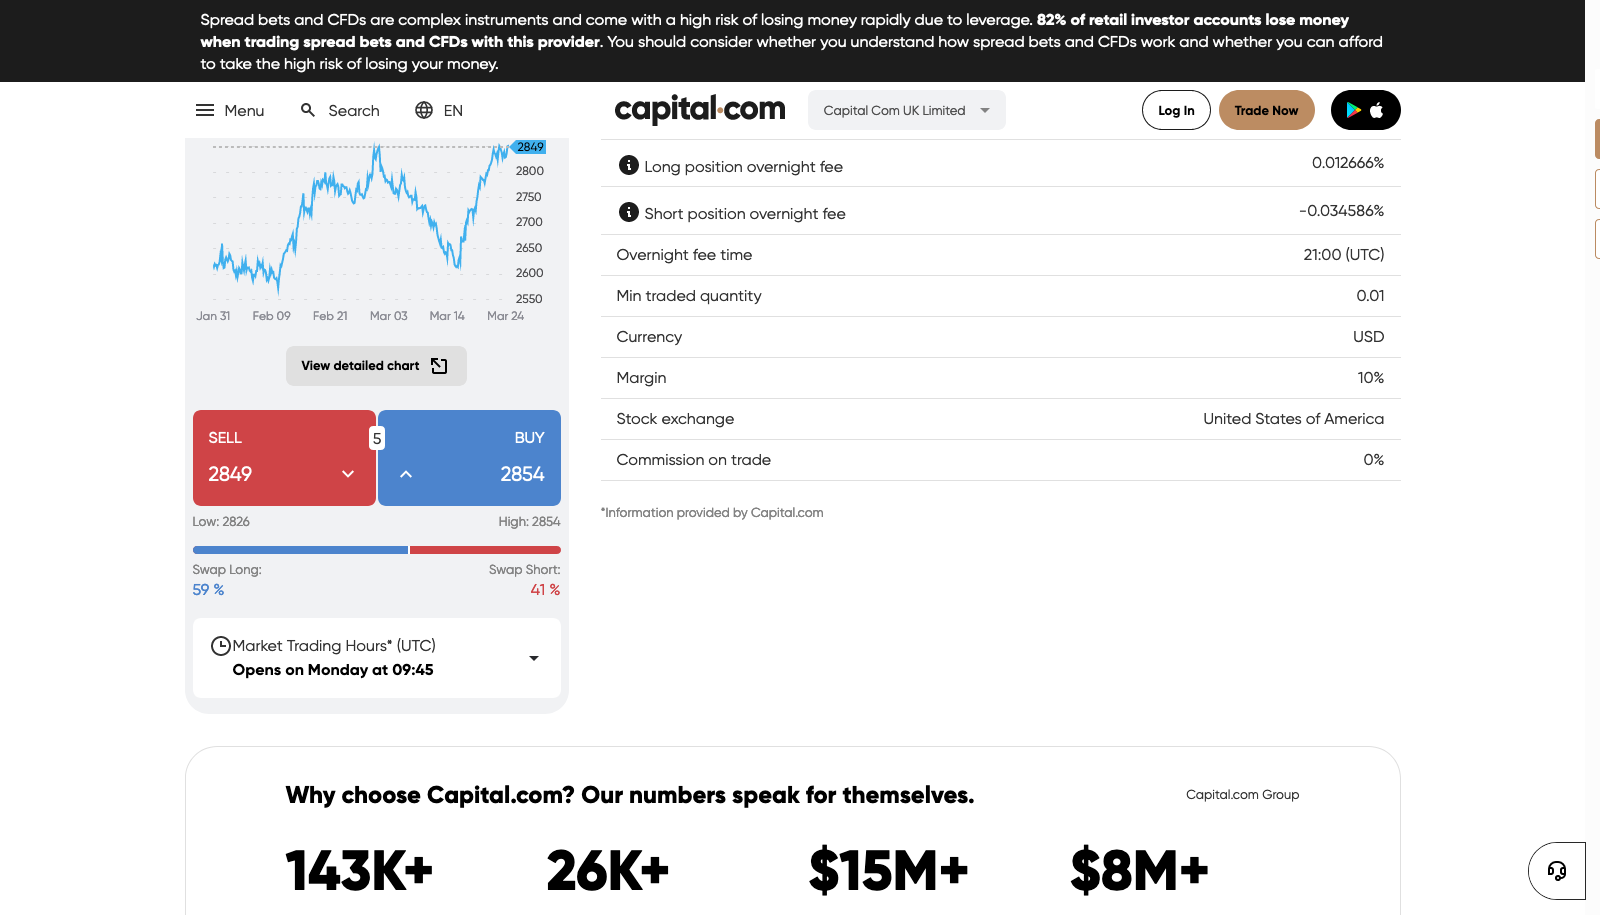 Spread bets and CFDs are complex instruments and come with a high risk of losing money rapidly due to leverage. 82% of retail investor accounts lose money
when trading spread bets and CFDs with this provider. You should consider whether you understand how spread bets and CFDs work and whether you can afford
to take the high risk of losing your money.
Menu
Search
EN
capital.com
Capital Com UK Limited
Log In
Trade Now
2849
2800
2750
2700
2650
2600
2550
Jan 31 Feb 09 Feb 21 Mar 03 Mar 14 Mar 24
View detailed chart
SELL
2849
5
BUY
2854
Low: 2826
High: 2854
Swap Long:
59 %
Swap Short:
41 %
Market Trading Hours* (UTC)
Opens on Monday at 09:45
Long position overnight fee 0.012666%
Short position overnight fee -0.034586%
Overnight fee time 21:00 (UTC)
Min traded quantity 0.01
Currency USD
Margin 10%
Stock exchange United States of America
Commission on trade 0%
*Information provided by Capital.com
Why choose Capital.com? Our numbers speak for themselves.
Capital.com Group
143K+ 26K+ $15M+ $8M+